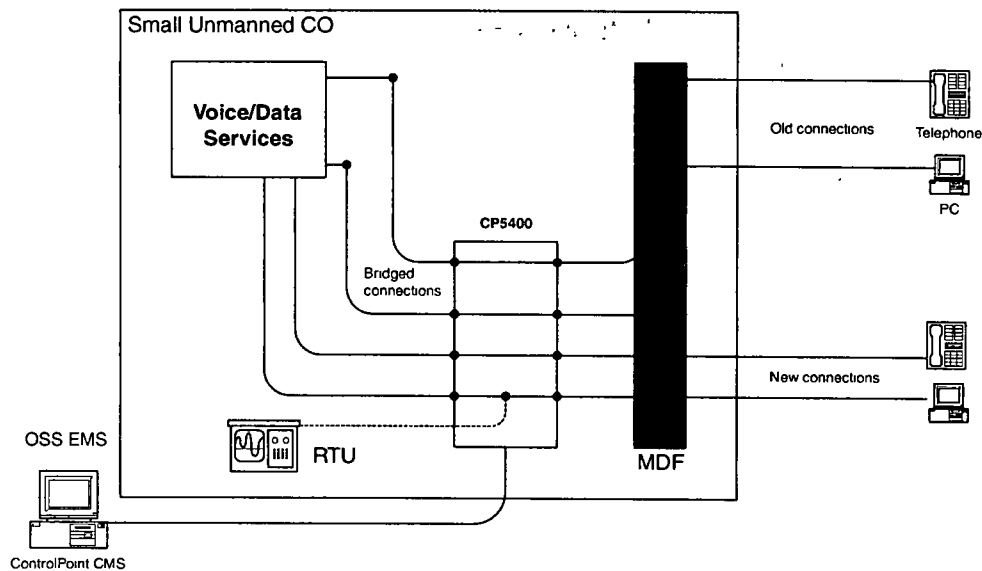 Small Unmanned CO
Voice/Data
Services
Old connections
Telephone
PC
CP5400
Bridged
connections
New connections
OSS EMS
RTU
MDF
ControlPoint CMS